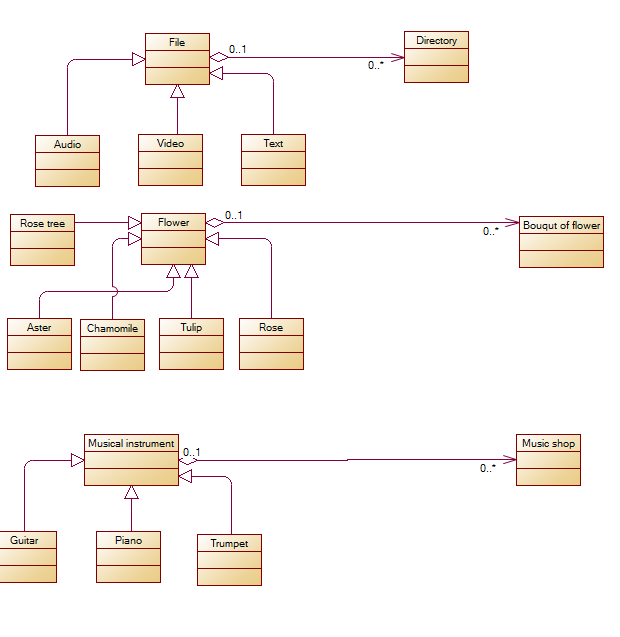 File
0..1
Directory
0..*
Audio
Video
Text
Rose tree
Flower
0..1
Bouqut of flower
0..*
Aster
Chamomile
Tulip
Rose
Musical instrument
0..1
Music shop
0..*
Guitar
Piano
Trumpet